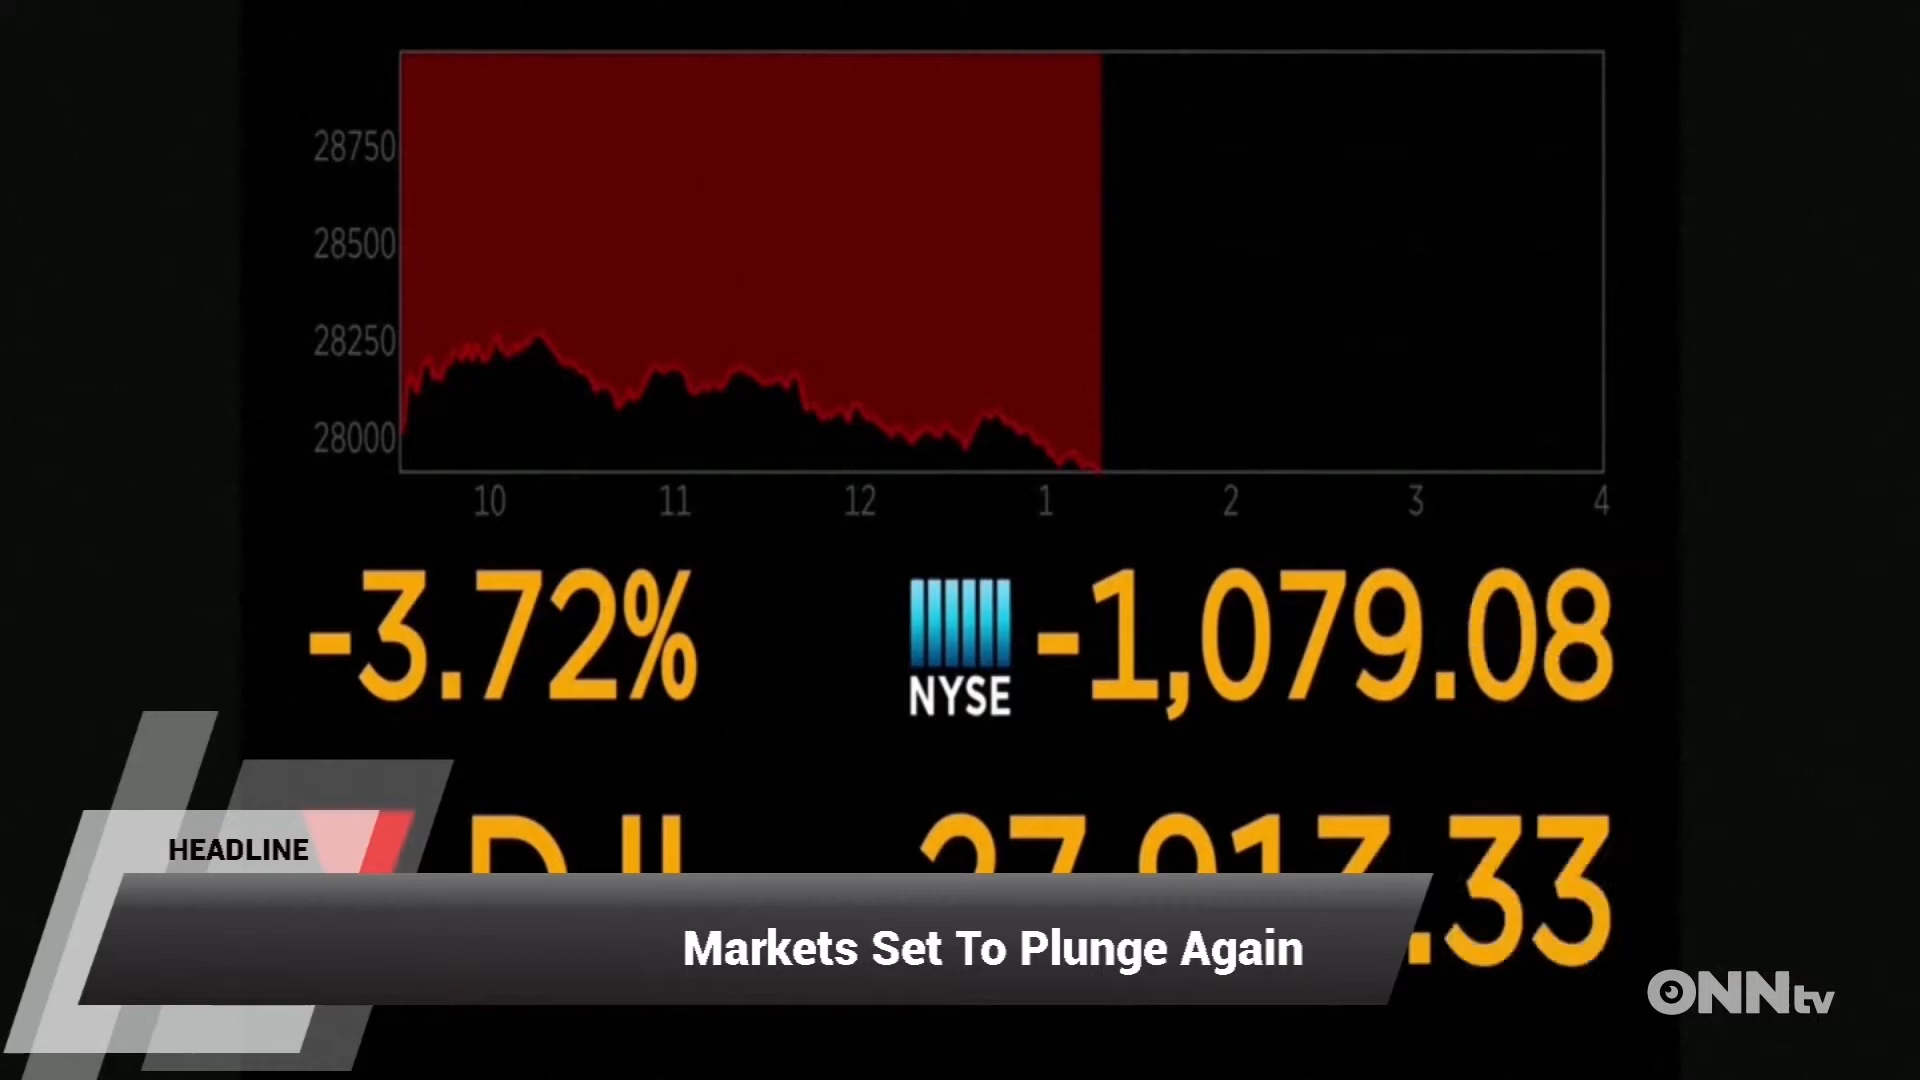 28750
28500
28250
28000
10 11 12 1 2 3 4
-3.72% NYSE -1,079.08
HEADLINE
.33
Markets Set To Plunge Again
ONNtv